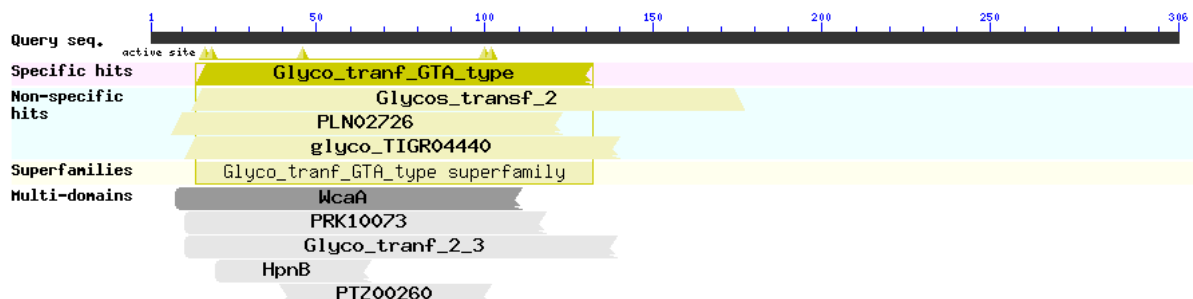 1 50 100 150 200 250 306
Query seq.
active site
Specific hits Glyco_tranf_GTA_type
Non-specific hits Glycos_transf_2
PLN02726
glyco_TIGR04440
Superfamilies Glyco_tranf_GTA_type superfamily
Multi-domains WcaA
PRK10073
Glyco_tranf_2_3
HpnB
PTZ00260